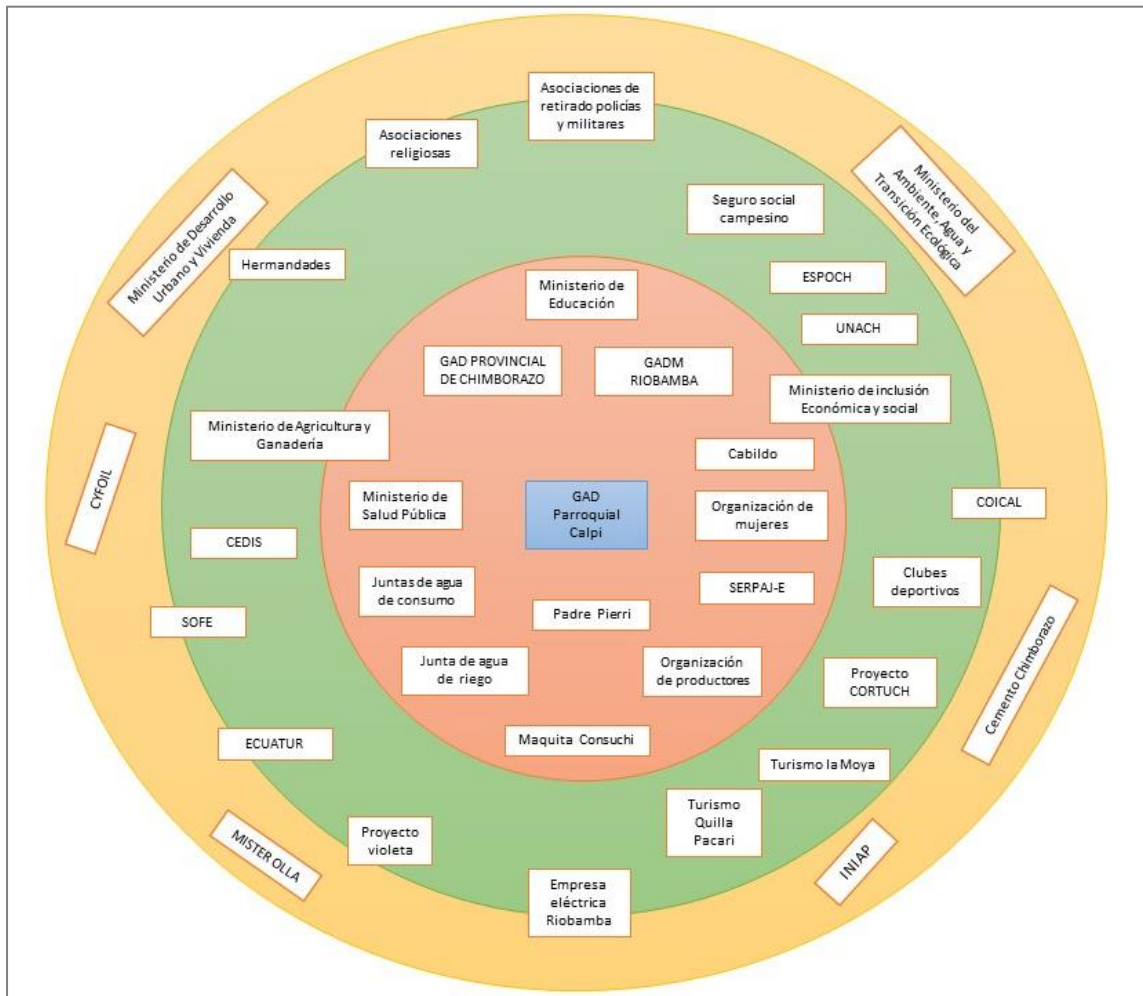 Asociaciones de
retirado policías
y militares
Asociaciones
religiosas
Ministerio del
Ambiente, Agua y
Transición Ecológica
Seguro social
campesino
Ministerio de Desarrollo
Urbano y Vivienda
Hermandades
ESPOCH
Ministerio de
Educación
UNACH
GAD PROVINCIAL
DE CHIMBORAZO
GADM
RIOBAMBA
Ministerio de inclusión
Económica y social
Ministerio de Agricultura y
Ganadería
Cabildo
CYFOIL
Ministerio de
Salud Pública
GAD
Parroquial
Calpi
Organización de
mujeres
COICAL
CEDIS
Clubes
deportivos
Juntas de agua
de consumo
SERPAJ-E
SOFE
Padre Pierri
Cemento Chimborazo
Junta de agua
de riego
Organización
de productores
Proyecto
CORTUCH
ECUATUR
Maquita Consuchi
Turismo la Moya
Turismo
Quilla
Pacari
MISTER OLLA
Proyecto
violeta
INIAP
Empresa
eléctrica
Riobamba